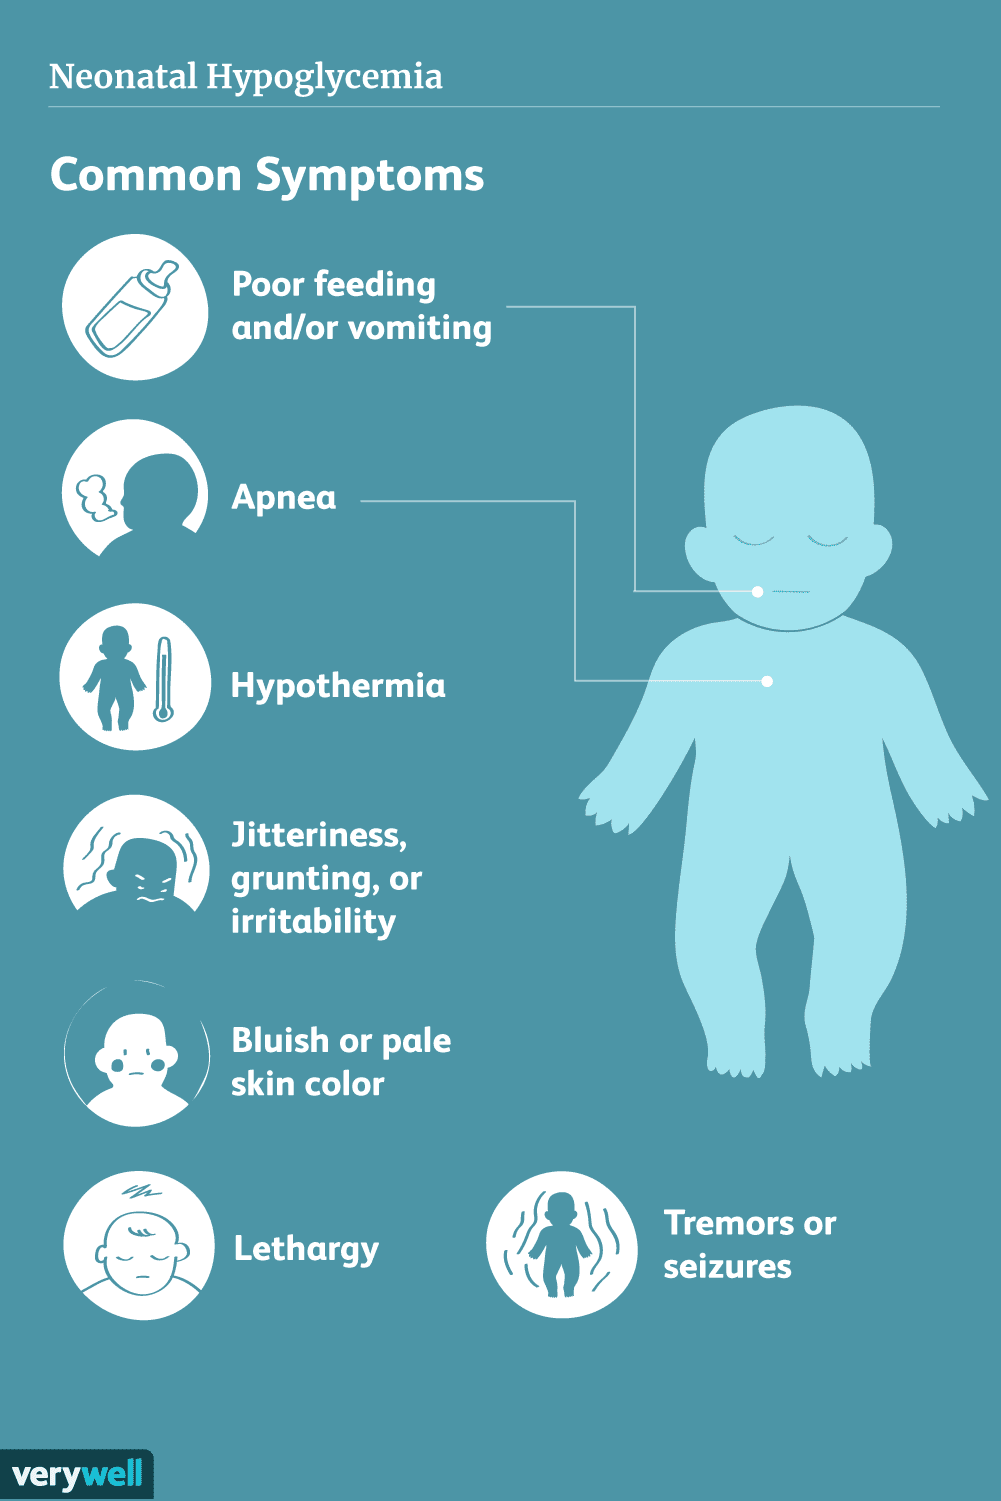 Neonatal Hypoglycemia
Common Symptoms
Poor feeding
and/or vomiting
Apnea
Hypothermia
Jitteriness,
grunting, or
irritability
Bluish or pale
skin color
Lethargy
Tremors or
seizures
verywell